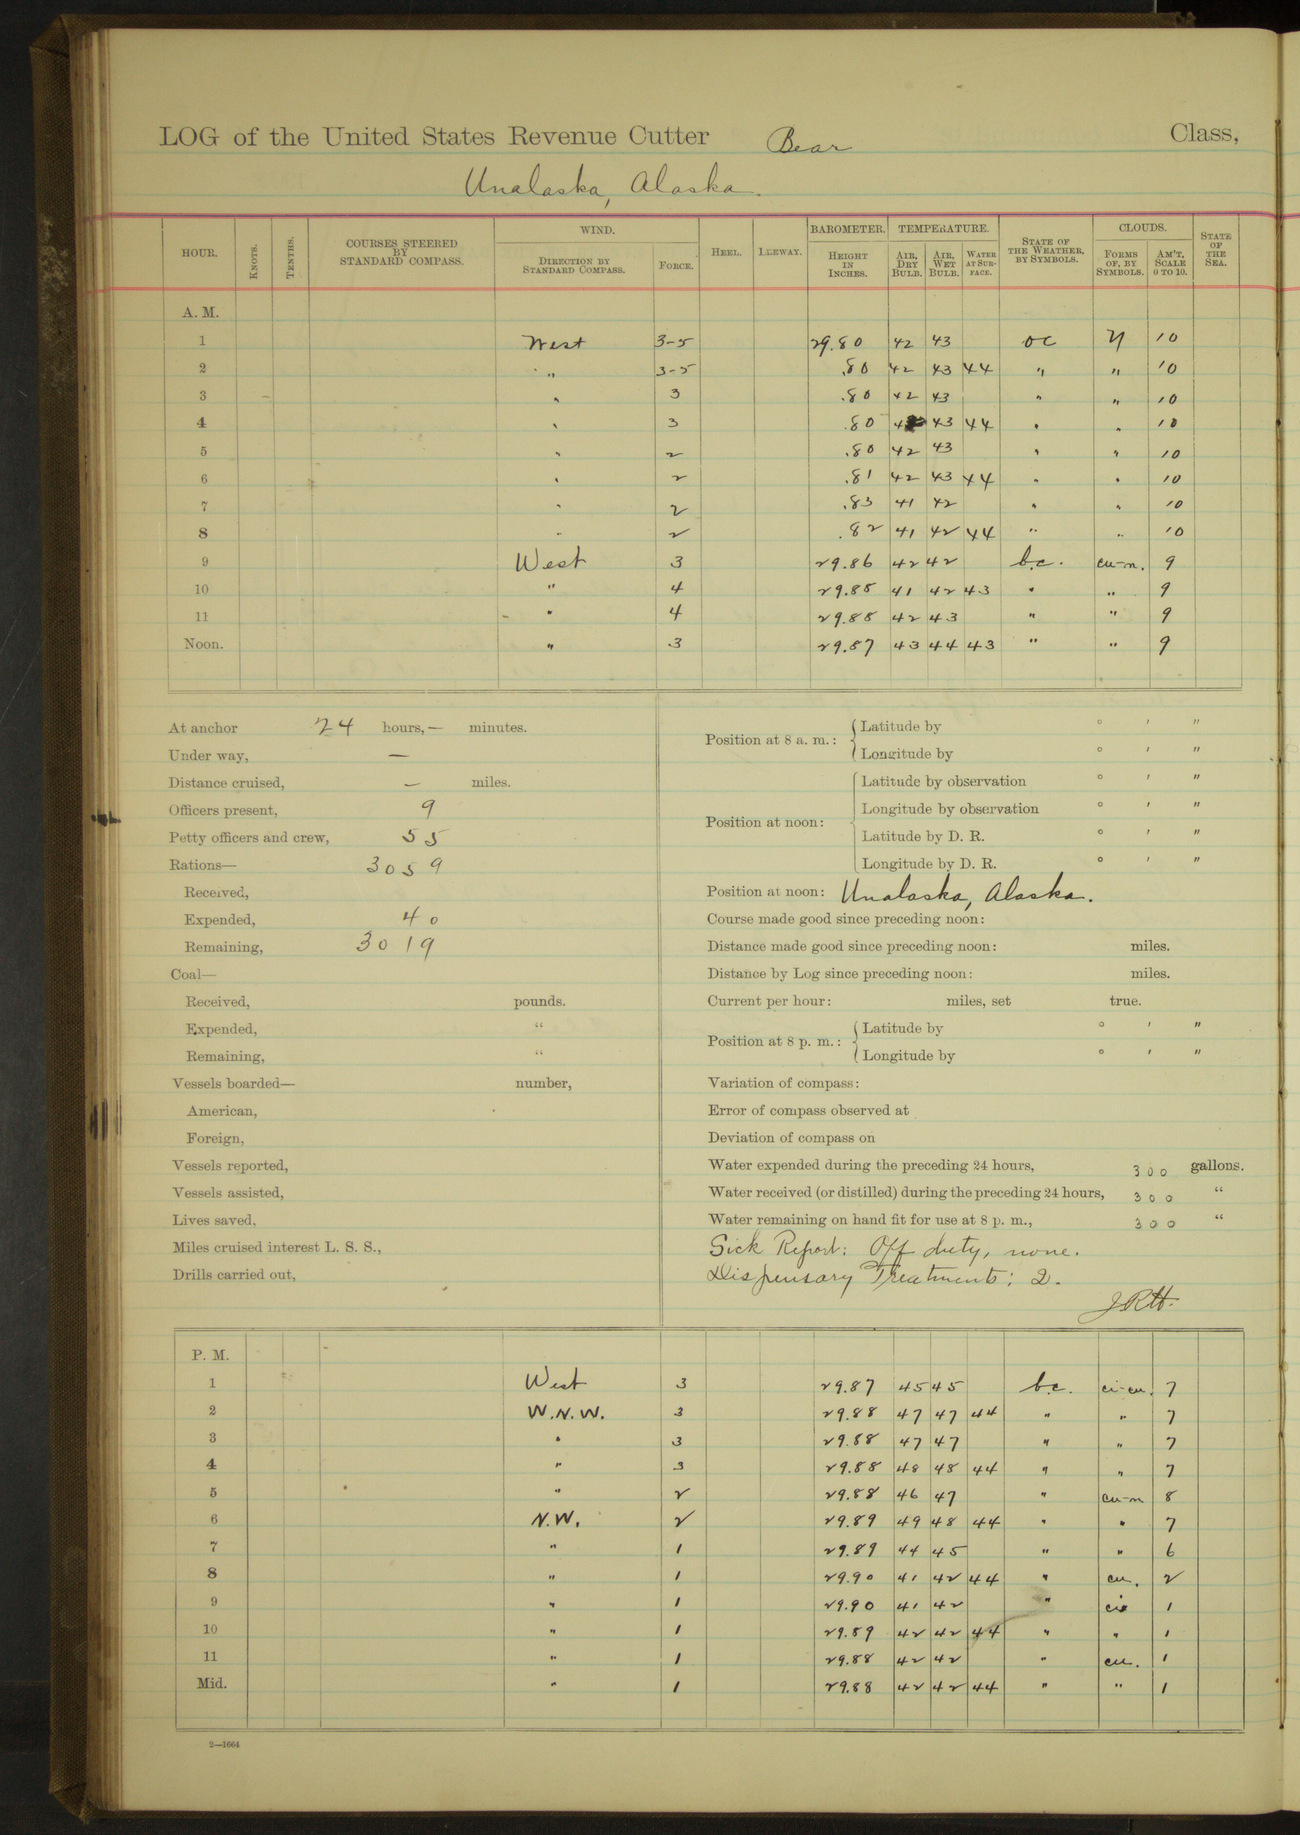 LOG of the United States Revenue Cutter Bear Class,
Unalaska, Alaska.
HOUR. KNOTS. TENTHS. COURSES STEERED BY STANDARD COMPASS. WIND. DIRECTION BY STANDARD COMPASS. FORCE. HEEL. LEEWAY. BAROMETER. HEIGHT IN INCHES. TEMPERATURE. AIR, DRY BULB. AIR, WET BULB. WATER AT SURFACE. STATE OF THE WEATHER, BY SYMBOLS. CLOUDS. FORMS OF, BY SYMBOLS. AM'T, SCALE 0 TO 10. STATE OF THE SEA.
A. M.
1 West 3-5 29.80 42 43 oc n 10
2 " 3-5 .80 42 43 44 " " 10
3 " 3 .80 42 43 " " 10
4 " 3 .80 43 44 " " 10
5 " 2 .80 42 43 " " 10
6 " 2 .81 42 43 44 " " 10
7 " 2 .83 41 42 " " 10
8 " 2 .82 41 42 44 " " 10
9 West 3 29.86 42 42 b.c. cu-n. 9
10 " 4 29.85 41 42 43 " " 9
11 " 4 29.88 42 43 " " 9
Noon. " 3 29.87 43 44 43 " " 9
At anchor 24 hours, — minutes.
Under way, —
Distance cruised, — miles.
Officers present, 9
Petty officers and crew, 55
Rations— 3059
Received,
Expended, 40
Remaining, 3019
Coal—
Received, pounds.
Expended, "
Remaining, "
Vessels boarded— number,
American,
Foreign,
Vessels reported,
Vessels assisted,
Lives saved,
Miles cruised interest L. S. S.,
Drills carried out,
Position at 8 a. m.: Latitude by ° ' "
Longitude by ° ' "
Position at noon: Latitude by observation ° ' "
Longitude by observation ° ' "
Latitude by D. R. ° ' "
Longitude by D. R. ° ' "
Position at noon: Unalaska, Alaska.
Course made good since preceding noon:
Distance made good since preceding noon: miles.
Distance by Log since preceding noon: miles.
Current per hour: miles, set true.
Position at 8 p. m.: Latitude by ° ' "
Longitude by ° ' "
Variation of compass:
Error of compass observed at
Deviation of compass on
Water expended during the preceding 24 hours, 300 gallons.
Water received (or distilled) during the preceding 24 hours, 300 "
Water remaining on hand fit for use at 8 p. m., 300 "
Sick Report: Off duty, none.
Dispensary Treatments: 2.
JRH.
P. M.
1 West 3 29.87 45 45 b.c. ci-cu. 7
2 W.N.W. 3 29.88 47 47 44 " " 7
3 " 3 29.88 47 47 " " 7
4 " 3 29.88 48 48 44 " " 7
5 " 2 29.88 46 47 " cu-n 8
6 N.W. 2 29.89 49 48 44 " " 7
7 " 1 29.89 44 45 " " 6
8 " 1 29.90 41 42 44 " cu. 2
9 " 1 29.90 41 42 " 1
10 " 1 29.89 42 42 44 " " 1
11 " 1 29.88 42 42 " cu. 1
Mid. " 1 29.88 42 42 44 " " 1
2—1664